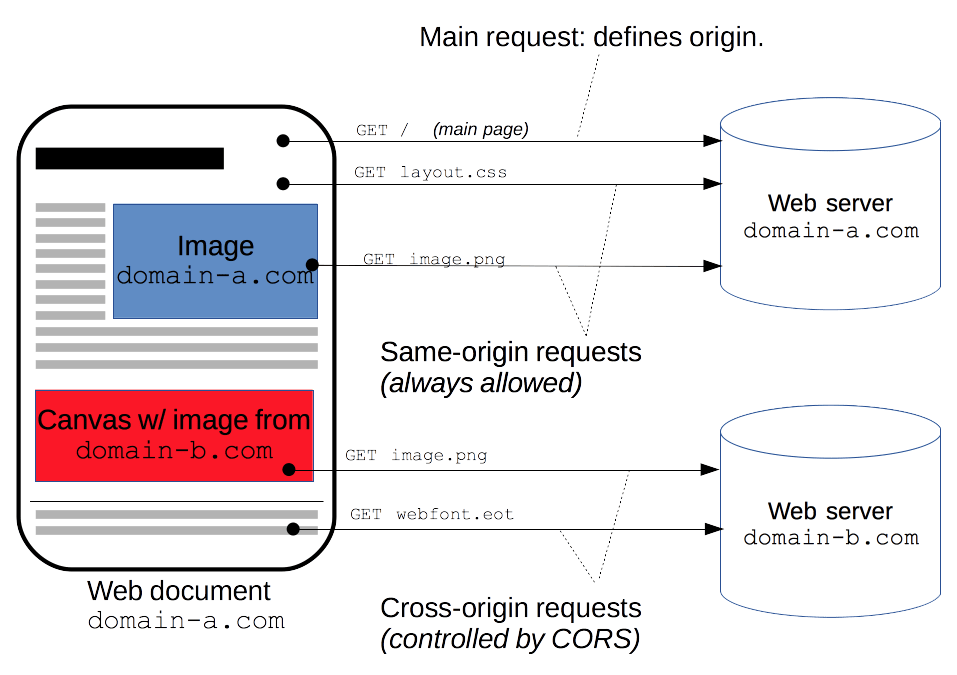 Main request: defines origin.
GET / (main page)
GET layout.css
Web server
domain-a.com
Image
domain-a.com
GET image.png
Same-origin requests
(always allowed)
Canvas w/ image from
domain-b.com
GET image.png
GET webfont.eot
Web server
domain-b.com
Web document
domain-a.com
Cross-origin requests
(controlled by CORS)